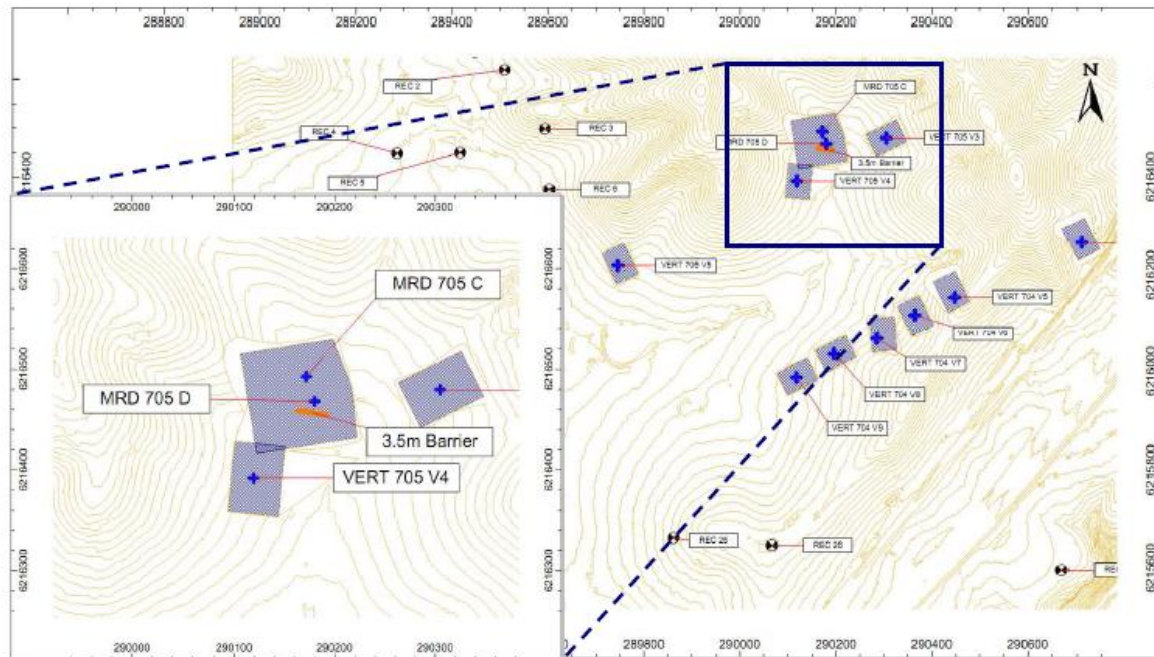 288800 289000 289200 289400 289600 289800 290000 290200 290400 290600
N
REC 2
MRD 705 C
REC 4
REC 3
MRD 705 D
VERT 705 V3
3.5m Barrier
REC 5
REC 6
VERT 705 V4
6216400
6216400
290000 290100 290200 290300
VERT 705 V5
6216200
VERT 704 V5
VERT 704 V6
VERT 704 V7
VERT 704 V8
VERT 704 V9
6216000
6215800
6215600
6216600
MRD 705 C
6216500
MRD 705 D
3.5m Barrier
6216400
6216400
VERT 705 V4
6216300
6216300
REC 28
290000 290100 290200 290300
289800 290000 290200 290400 290600